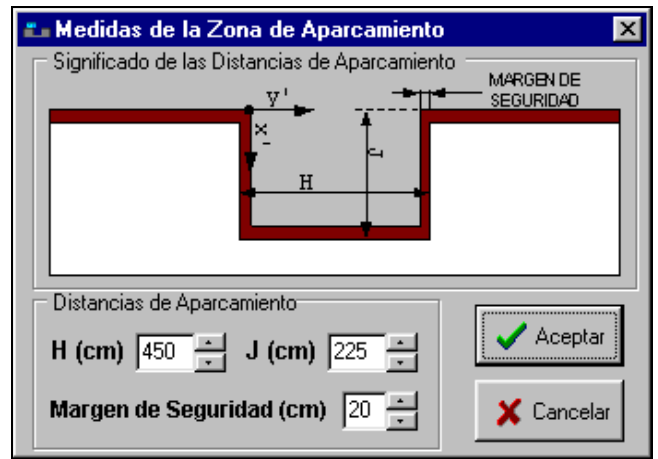 Medidas de la Zona de Aparcamiento
Significado de las Distancias de Aparcamiento
MARGEN DE
SEGURIDAD
y'
x'
J
H
Distancias de Aparcamiento
H (cm) 450 J (cm) 225
Margen de Seguridad (cm) 20
Aceptar
Cancelar